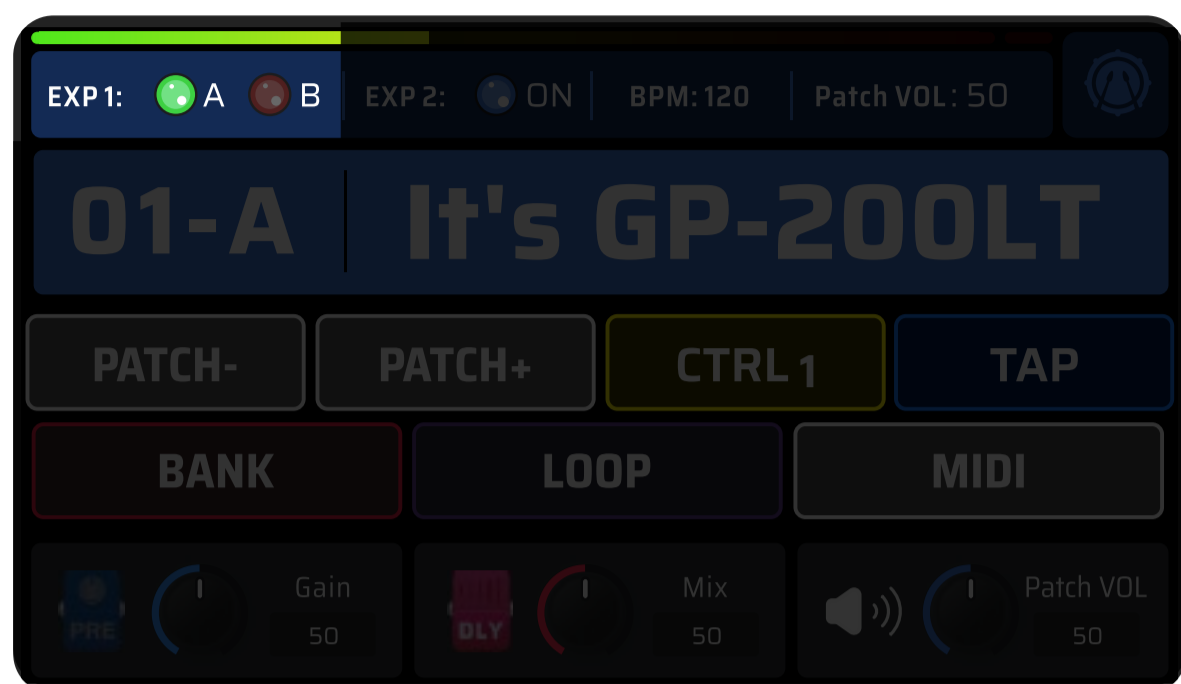 EXP 1: A B EXP 2: ON BPM: 120 Patch VOL: 50
01-A It's GP-200LT
PATCH- PATCH+ CTRL 1 TAP
BANK LOOP MIDI
Gain Mix Patch VOL
PRE 50 DLY 50 50